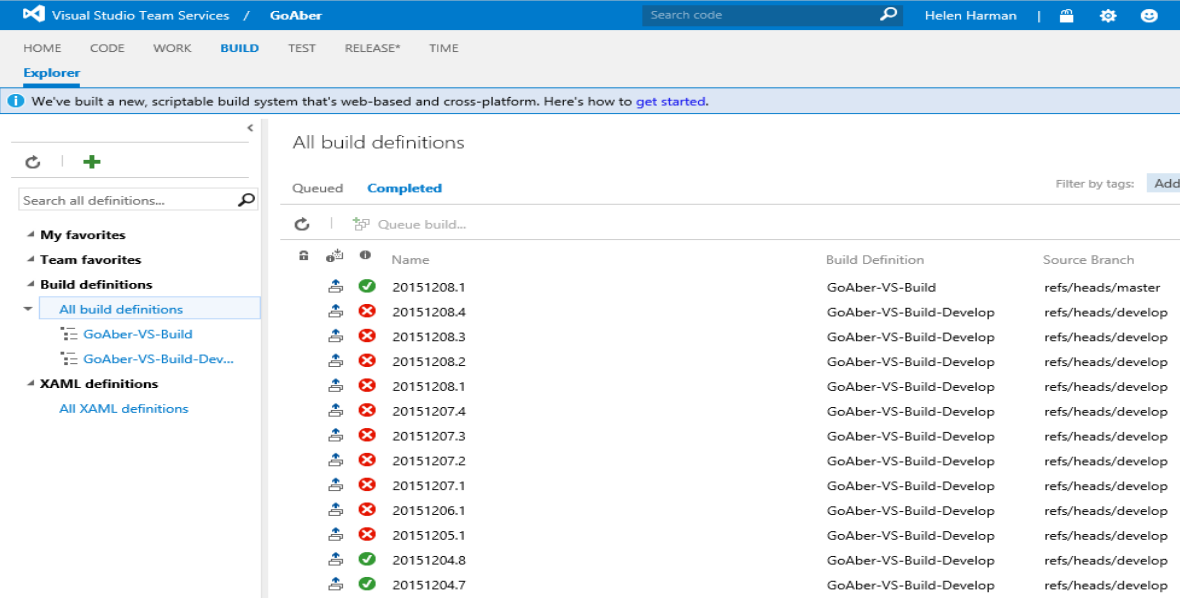 Visual Studio Team Services / GoAber Search code Helen Harman |
HOME CODE WORK BUILD TEST RELEASE* TIME
Explorer
We've built a new, scriptable build system that's web-based and cross-platform. Here's how to get started.
All build definitions
Search all definitions...
My favorites
Team favorites
Build definitions
All build definitions
GoAber-VS-Build
GoAber-VS-Build-Dev...
XAML definitions
All XAML definitions
Queued Completed Filter by tags: Add
Queue build...
Name Build Definition Source Branch
20151208.1 GoAber-VS-Build refs/heads/master
20151208.4 GoAber-VS-Build-Develop refs/heads/develop
20151208.3 GoAber-VS-Build-Develop refs/heads/develop
20151208.2 GoAber-VS-Build-Develop refs/heads/develop
20151208.1 GoAber-VS-Build-Develop refs/heads/develop
20151207.4 GoAber-VS-Build-Develop refs/heads/develop
20151207.3 GoAber-VS-Build-Develop refs/heads/develop
20151207.2 GoAber-VS-Build-Develop refs/heads/develop
20151207.1 GoAber-VS-Build-Develop refs/heads/develop
20151206.1 GoAber-VS-Build-Develop refs/heads/develop
20151205.1 GoAber-VS-Build-Develop refs/heads/develop
20151204.8 GoAber-VS-Build-Develop refs/heads/develop
20151204.7 GoAber-VS-Build-Develop refs/heads/develop